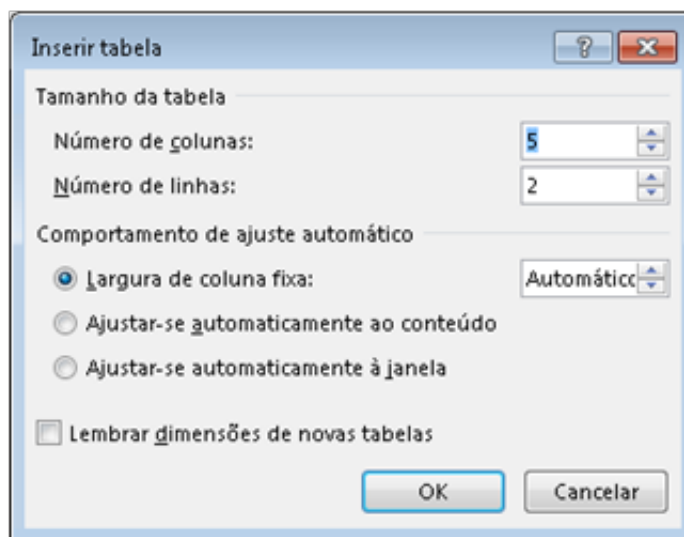 Inserir tabela
Tamanho da tabela
Número de colunas: 5
Número de linhas: 2
Comportamento de ajuste automático
Largura de coluna fixa: Automático
Ajustar-se automaticamente ao conteúdo
Ajustar-se automaticamente à janela
Lembrar dimensões de novas tabelas
OK Cancelar